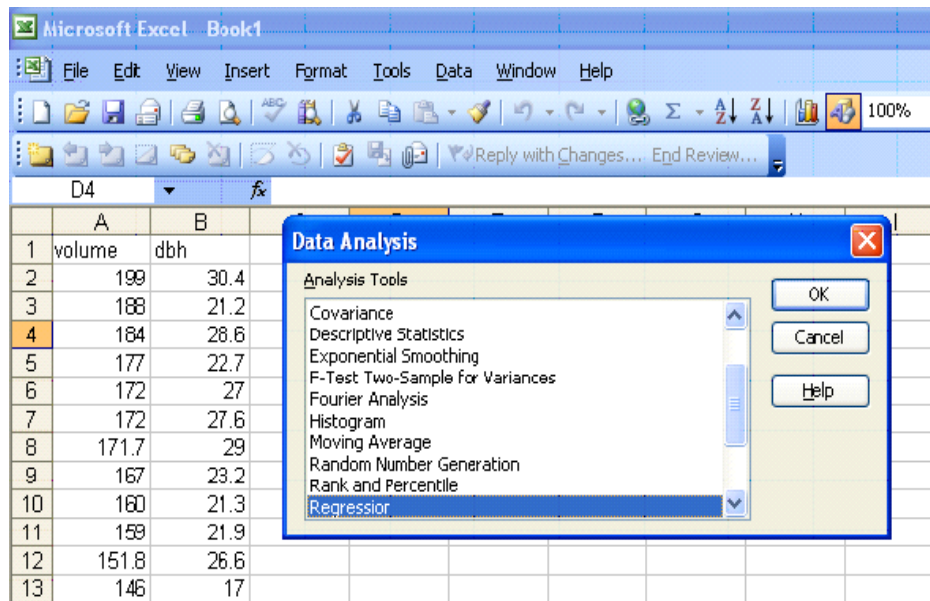 Microsoft Excel Book1
File Edit View Insert Format Tools Data Window Help
ABC Σ A Z Z A 100%
Reply with Changes... End Review...
D4 fx
A B
1 volume dbh
2 199 30.4
3 188 21.2
4 184 28.6
5 177 22.7
6 172 27
7 172 27.6
8 171.7 29
9 167 23.2
10 160 21.3
11 159 21.9
12 151.8 26.6
13 146 17
Data Analysis
Analysis Tools
Covariance
Descriptive Statistics
Exponential Smoothing
F-Test Two-Sample for Variances
Fourier Analysis
Histogram
Moving Average
Random Number Generation
Rank and Percentile
Regression
OK
Cancel
Help